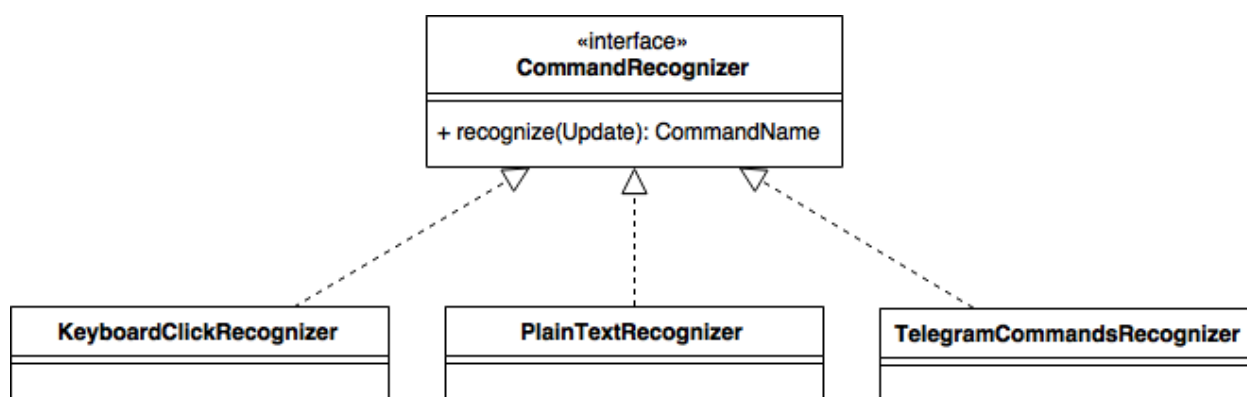 «interface»
CommandRecognizer
+ recognize(Update): CommandName
KeyboardClickRecognizer
PlainTextRecognizer
TelegramCommandsRecognizer